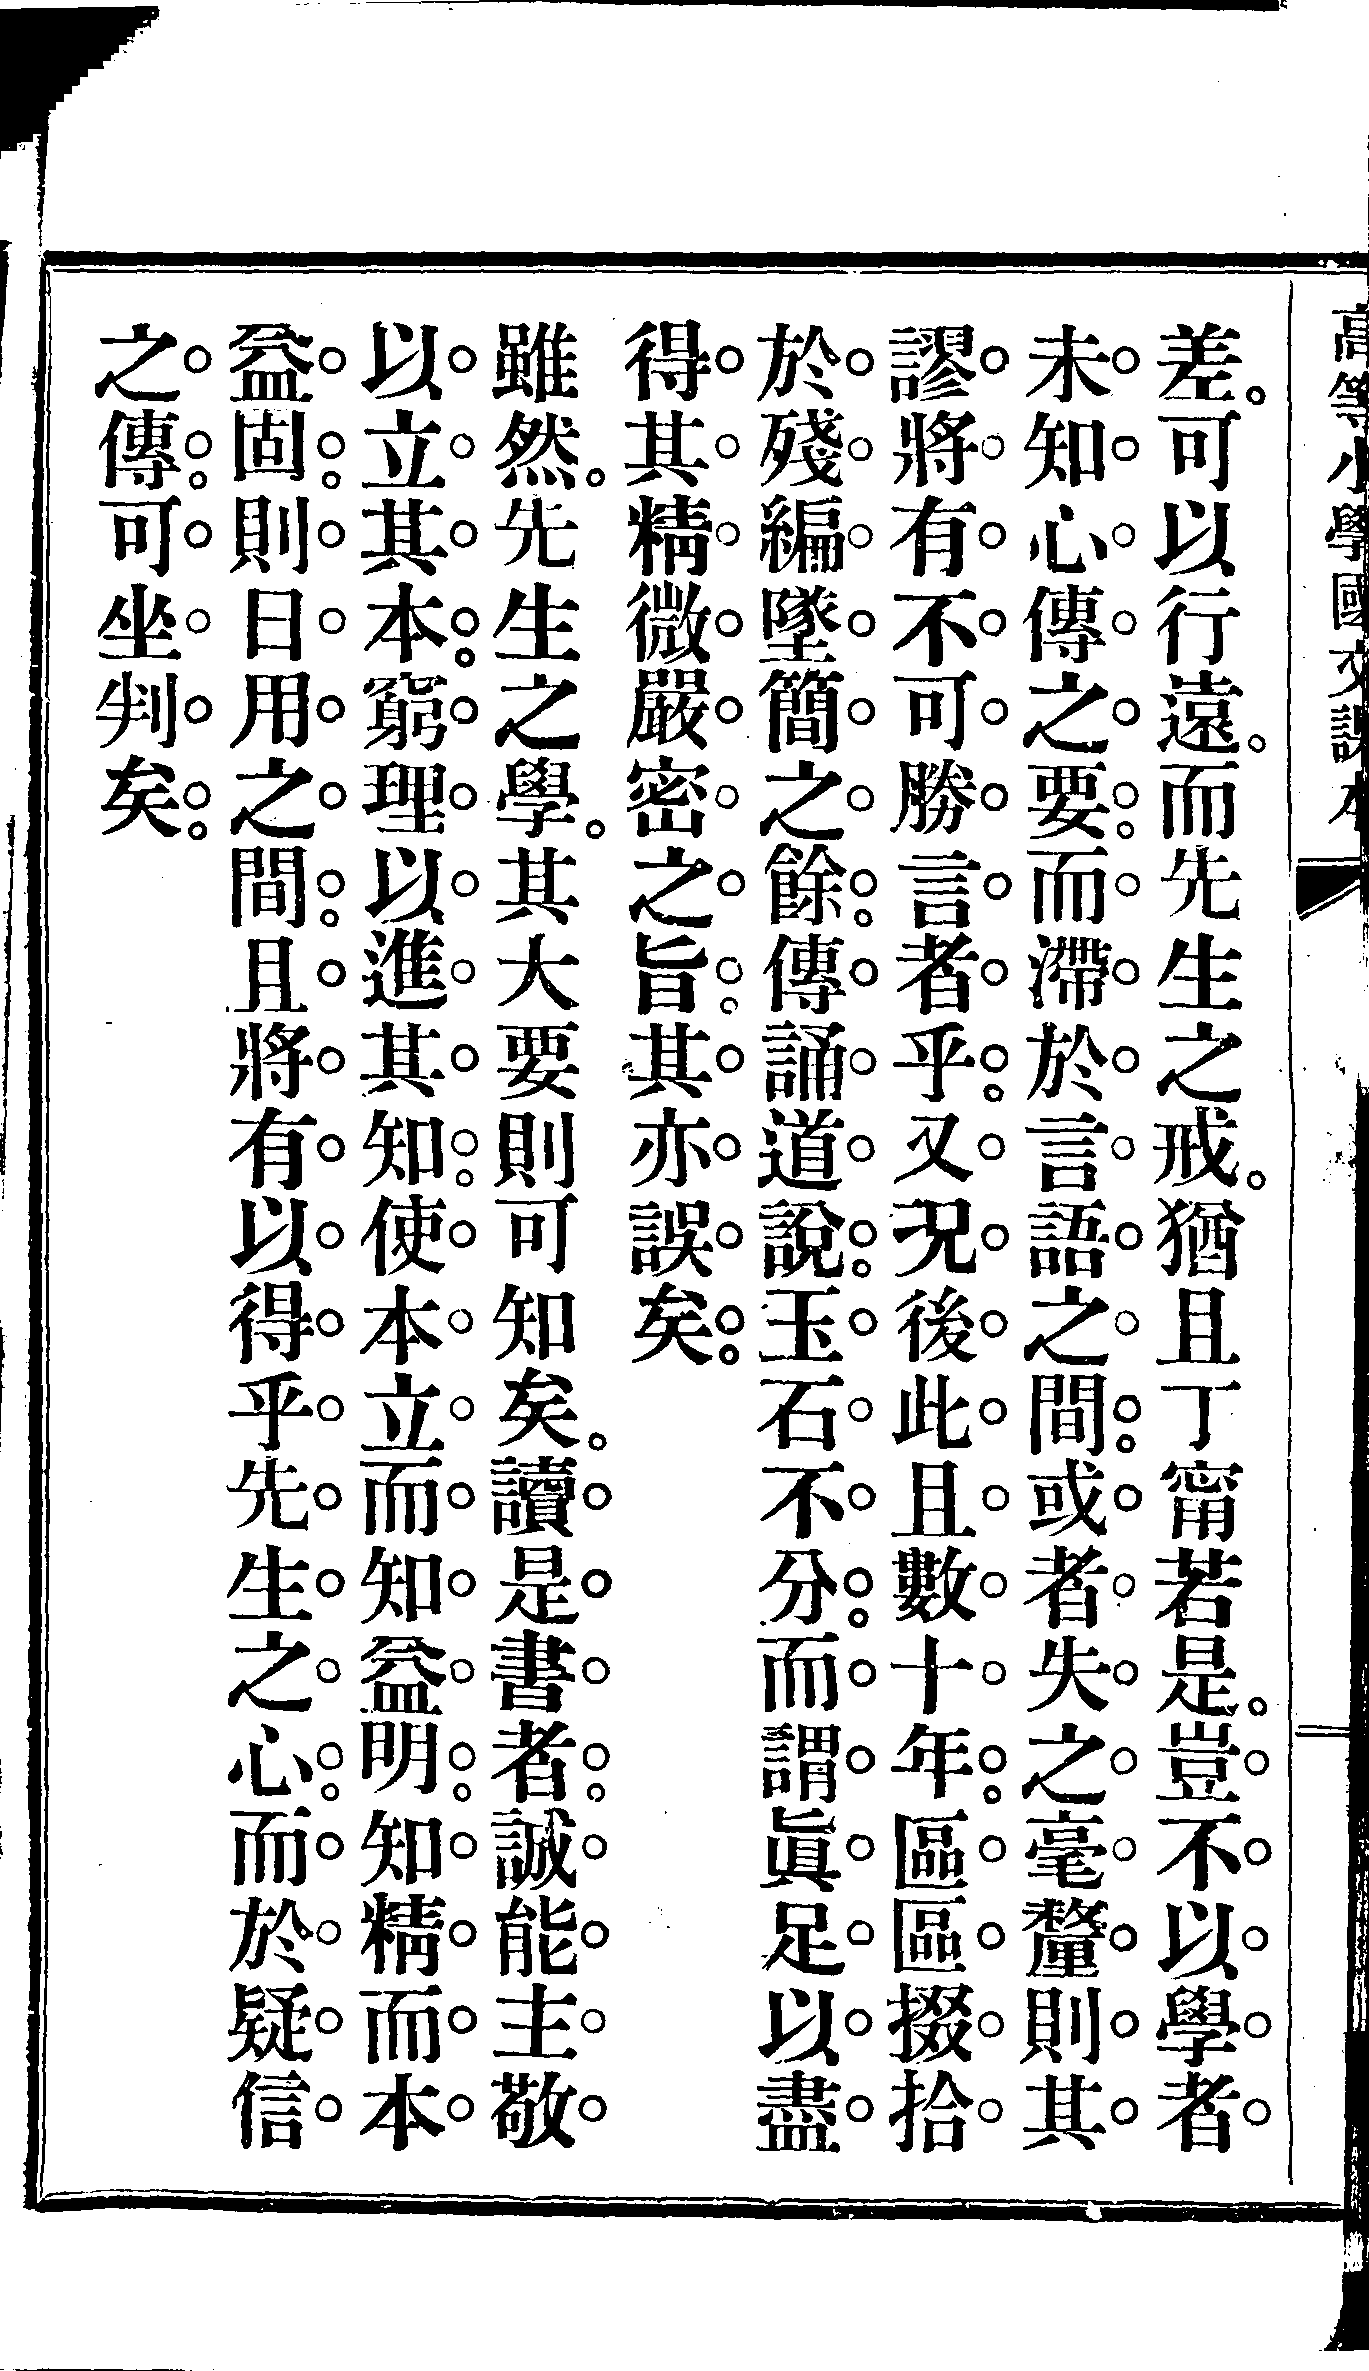 高等小學國文課本
差。可以行遠。而先生之戒。猶且丁甯若是。豈不以學者
未知心傳之要。而滯於言語之間。或者失之毫釐則其
謬將有不可勝言者乎。又況後此且數十年。區區掇拾
於殘編墜簡之餘。傳誦道說。玉石不分。而謂眞足以盡
得其精微嚴密之旨。其亦誤矣。
雖然。先生之學。其大要則可知矣。讀是書者。誠能主敬
以立其本。窮理以進其知。使本立而知益明。知精而本
益固。則日用之間。且將有以得乎先生之心。而於疑信
之傳。可坐判矣。